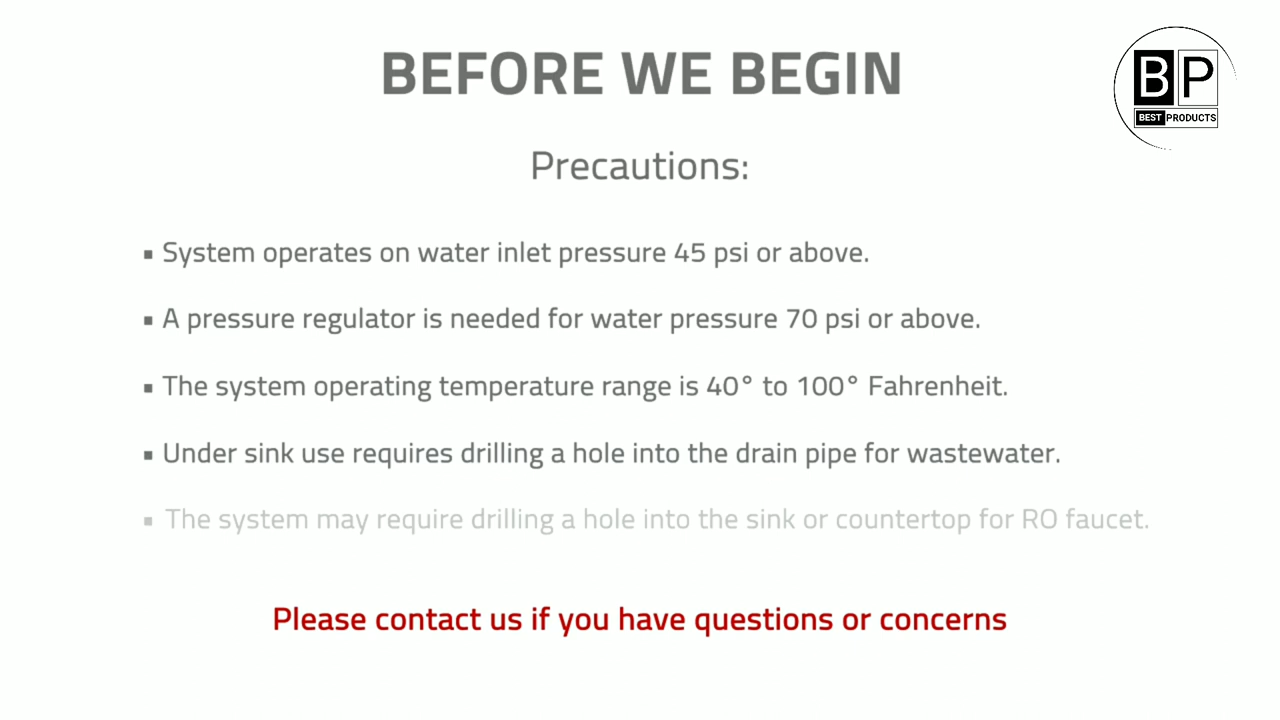 BEFORE WE BEGIN
BP
BEST PRODUCTS
Precautions:
▪ System operates on water inlet pressure 45 psi or above.
▪ A pressure regulator is needed for water pressure 70 psi or above.
▪ The system operating temperature range is 40° to 100° Fahrenheit.
▪ Under sink use requires drilling a hole into the drain pipe for wastewater.
▪ The system may require drilling a hole into the sink or countertop for RO faucet.
Please contact us if you have questions or concerns